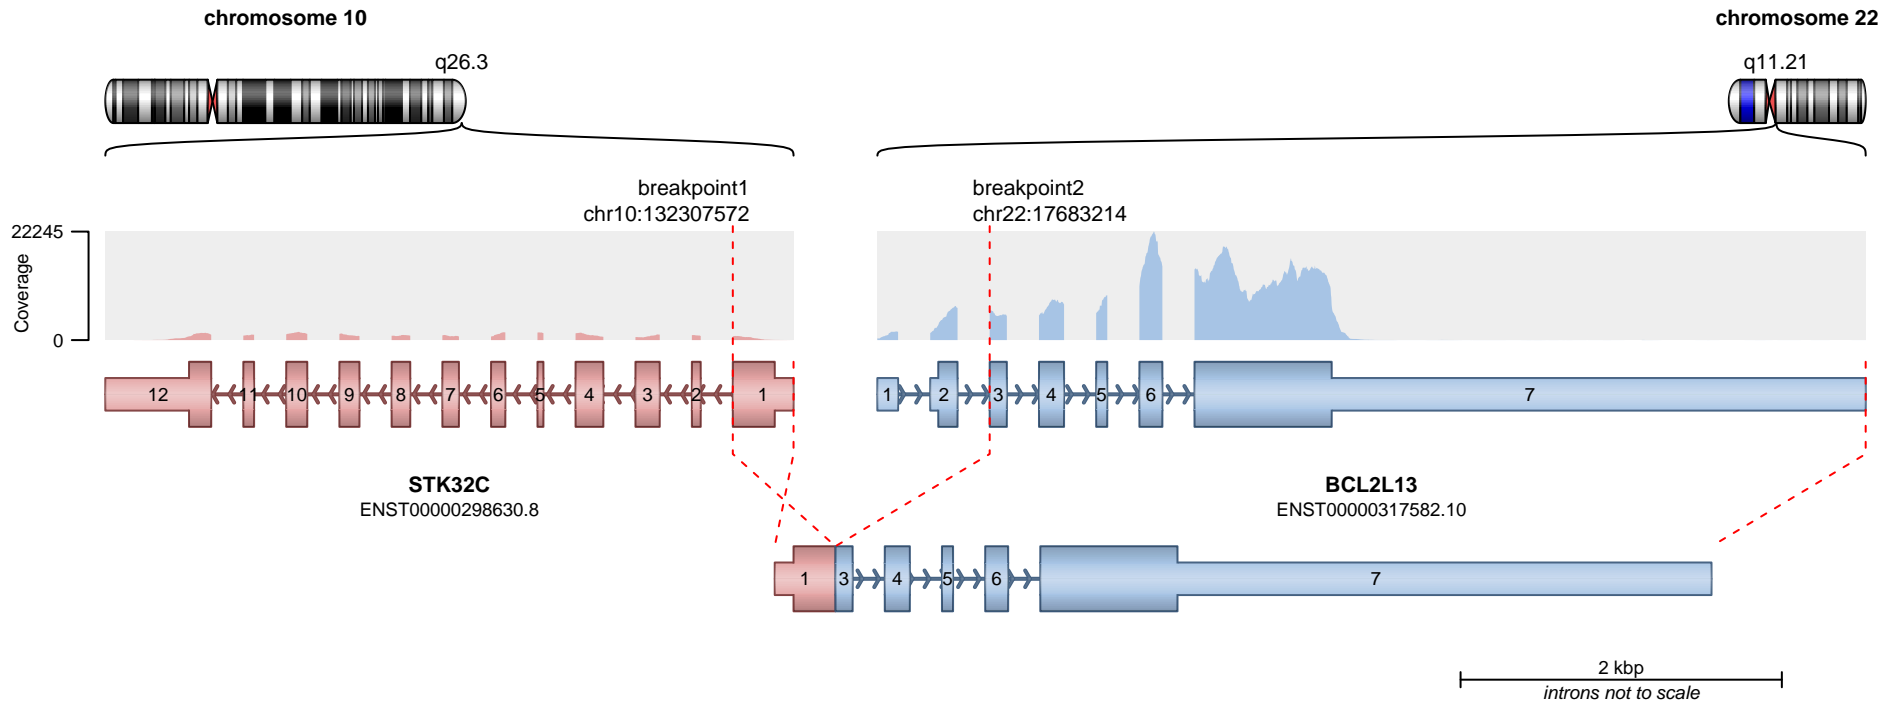 chromosome 10
chromosome 22
q26.3
q11.21
breakpoint1
chr10:132307572
breakpoint2
chr22:17683214
22245
Coverage
0
12 11 10 9 8 7 6 5 4 3 2 1
1 2 3 4 5 6 7
STK32C
ENST00000298630.8
BCL2L13
ENST00000317582.10
1 3 4 5 6 7
2 kbp
introns not to scale